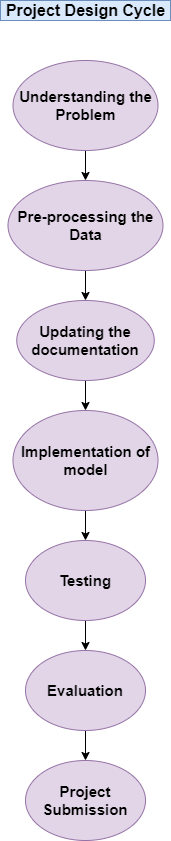 Project Design Cycle
Understanding the
Problem
Pre-processing the
Data
Updating the
documentation
Implementation of
model
Testing
Evaluation
Project
Submission